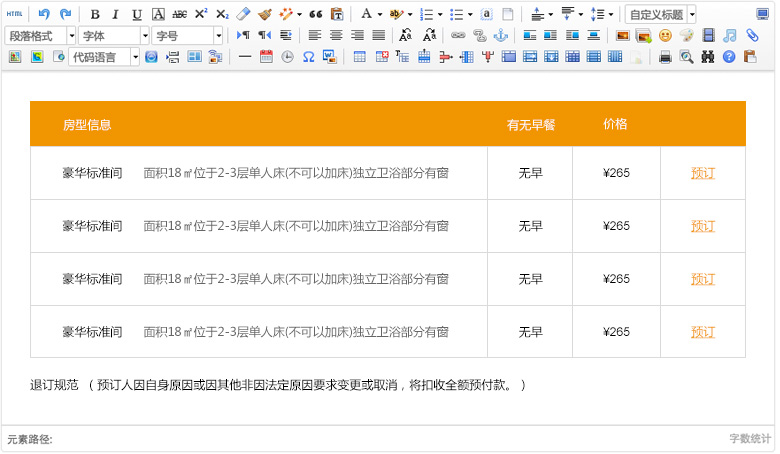 HTML B I U A ABC X² X₂ A ab a 自定义标题
段落格式 字体 字号
代码语言
房型信息 有无早餐 价格
豪华标准间 面积18㎡位于2-3层单人床(不可以加床)独立卫浴部分有窗 无早 ¥265 预订
豪华标准间 面积18㎡位于2-3层单人床(不可以加床)独立卫浴部分有窗 无早 ¥265 预订
豪华标准间 面积18㎡位于2-3层单人床(不可以加床)独立卫浴部分有窗 无早 ¥265 预订
豪华标准间 面积18㎡位于2-3层单人床(不可以加床)独立卫浴部分有窗 无早 ¥265 预订
退订规范 （ 预订人因自身原因或因其他非因法定原因要求变更或取消，将扣收全额预付款。 ）
元素路径: 字数统计